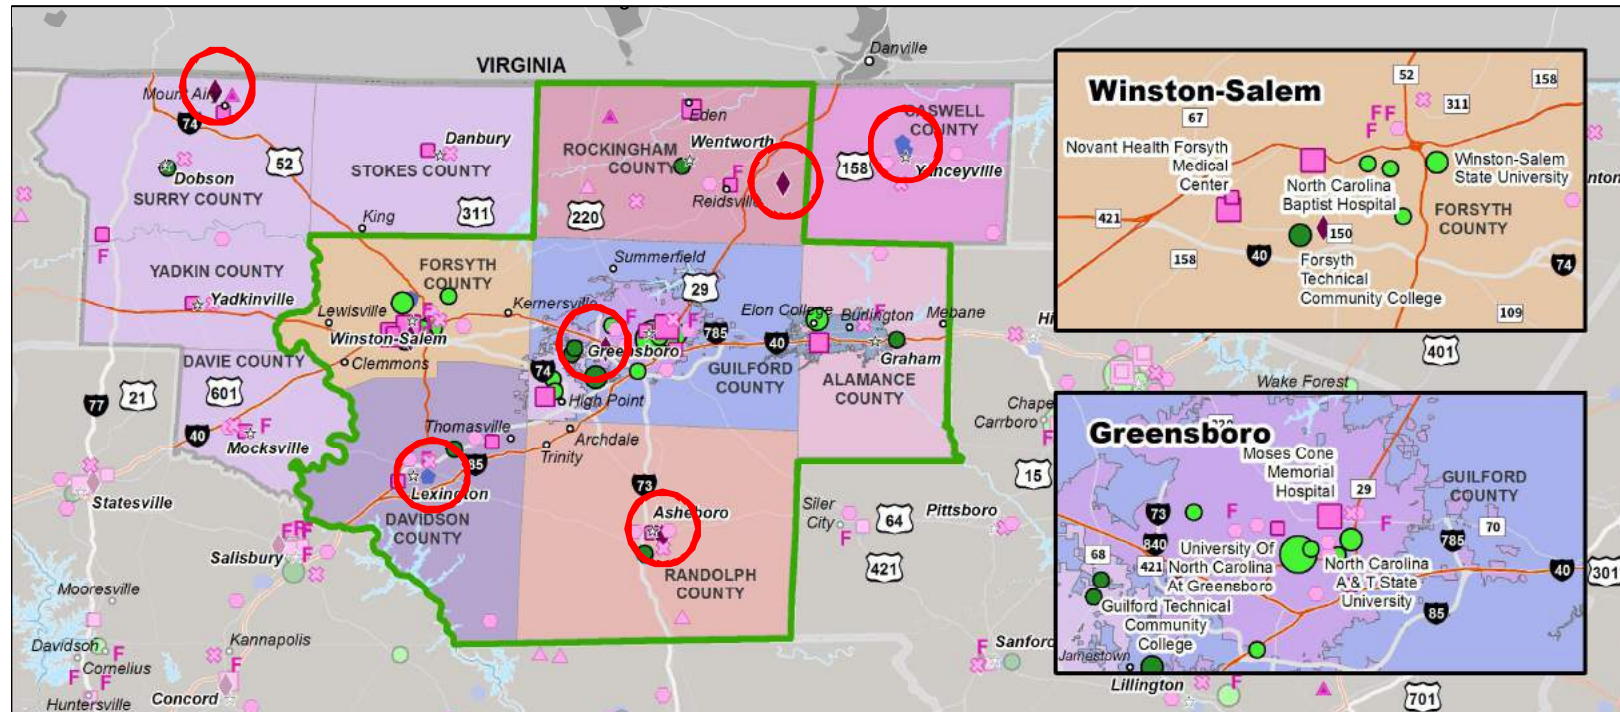 Danville
VIRGINIA
Mount Air
74
52
Danbury
STOKES COUNTY
Dobson
SURRY COUNTY
311
King
Eden
Wentworth
ROCKINGHAM
COUNTY
F
Reidsville
220
CASWELL
COUNTY
158
Yanceyville
F
YADKIN COUNTY
Yadkinville
FORSYTH
COUNTY
Lewisville
Kernersville
F
Winston-Salem
Clemmons
DAVIE COUNTY
601
Mocksville
F
40
77
21
Summerfield
29
F
F
785
Greensboro
74
High Point
GUILFORD
COUNTY
40
Elon College
Burlington
F
Mebane
Graham
ALAMANCE
COUNTY
Thomasville
Archdale
Trinity
85
Lexington
DAVIDSON
COUNTY
73
Asheboro
RANDOLPH
COUNTY
Siler
City
F
64
421
Pittsboro
15
Chape
Carrboro
F
Hi
Wake Forest
401
Statesville
Salisbury
F
F
F
F
Mooresville
Davidson
F
Cornelius
F
F
Huntersville
Kannapolis
F
Concord
Sanford
F
Lillington
701
301
nton
Winston-Salem
52
158
311
67
F F
F
Novant Health Forsyth
Medical
Center
North Carolina
Baptist Hospital
Winston-Salem
State University
FORSYTH
COUNTY
421
150
158
40
74
Forsyth
Technical
Community College
109
Greensboro
220
Moses Cone
Memorial
Hospital
GUILFORD
COUNTY
29
73
F
F
70
840
785
68
421
University Of
North Carolina
At Greensboro
North Carolina
A & T State
University
40
85
Guilford Technical
Community
College
Jamestown